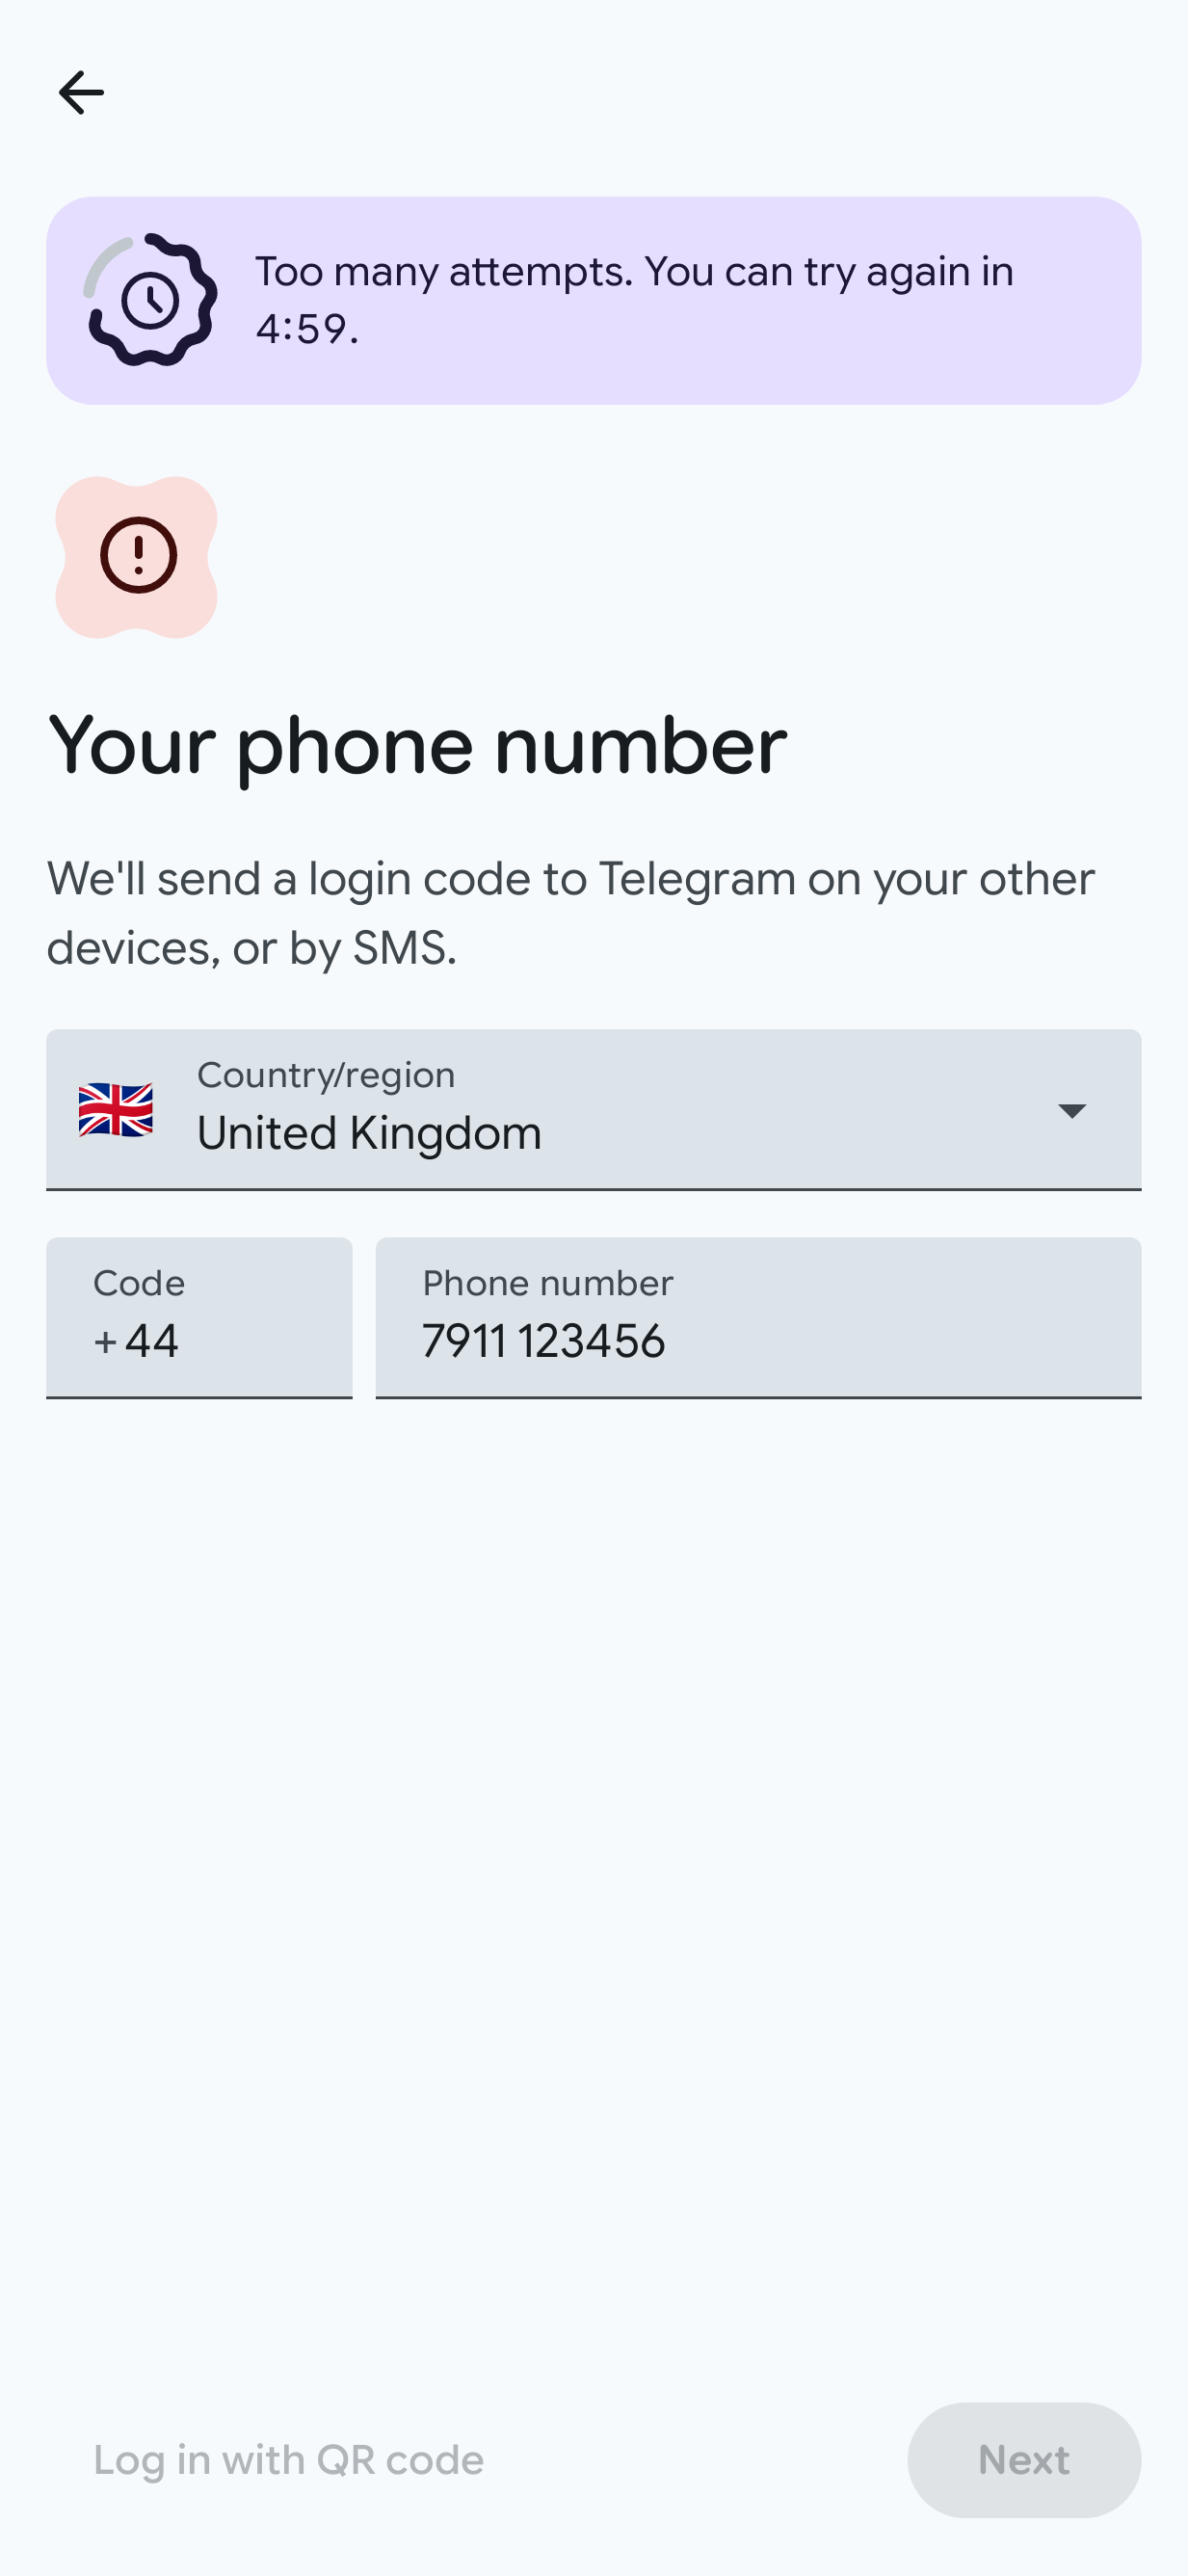 Too many attempts. You can try again in
4:59.
Your phone number
We'll send a login code to Telegram on your other
devices, or by SMS.
Country/region
United Kingdom
Code
+44
Phone number
7911 123456
Log in with QR code
Next